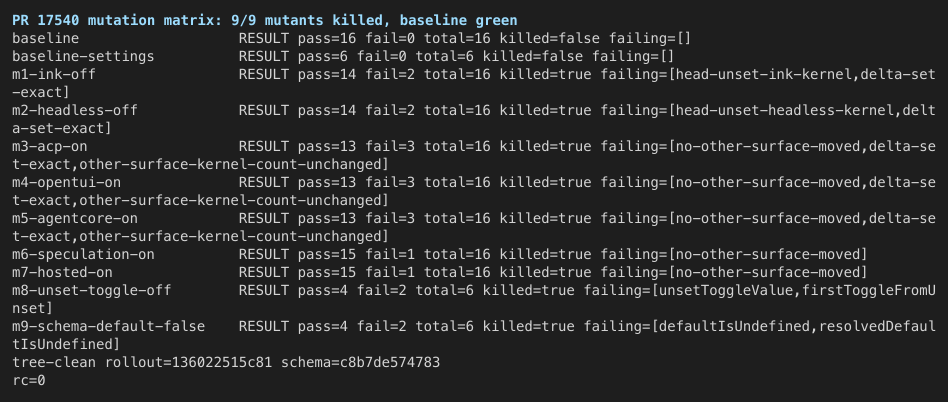 PR 17540 mutation matrix: 9/9 mutants killed, baseline green
baseline                   RESULT pass=16 fail=0 total=16 killed=false failing=[]
baseline-settings          RESULT pass=6 fail=0 total=6 killed=false failing=[]
m1-ink-off                 RESULT pass=14 fail=2 total=16 killed=true failing=[head-unset-ink-kernel,delta-set
-exact]
m2-headless-off            RESULT pass=14 fail=2 total=16 killed=true failing=[head-unset-headless-kernel,delt
a-set-exact]
m3-acp-on                  RESULT pass=13 fail=3 total=16 killed=true failing=[no-other-surface-moved,delta-se
t-exact,other-surface-kernel-count-unchanged]
m4-opentui-on              RESULT pass=13 fail=3 total=16 killed=true failing=[no-other-surface-moved,delta-se
t-exact,other-surface-kernel-count-unchanged]
m5-agentcore-on            RESULT pass=13 fail=3 total=16 killed=true failing=[no-other-surface-moved,delta-se
t-exact,other-surface-kernel-count-unchanged]
m6-speculation-on          RESULT pass=15 fail=1 total=16 killed=true failing=[no-other-surface-moved]
m7-hosted-on               RESULT pass=15 fail=1 total=16 killed=true failing=[no-other-surface-moved]
m8-unset-toggle-off        RESULT pass=4 fail=2 total=6 killed=true failing=[unsetToggleValue,firstToggleFromU
nset]
m9-schema-default-false    RESULT pass=4 fail=2 total=6 killed=true failing=[defaultIsUndefined,resolvedDefaul
tIsUndefined]
tree-clean rollout=136022515c81 schema=c8b7de574783
rc=0